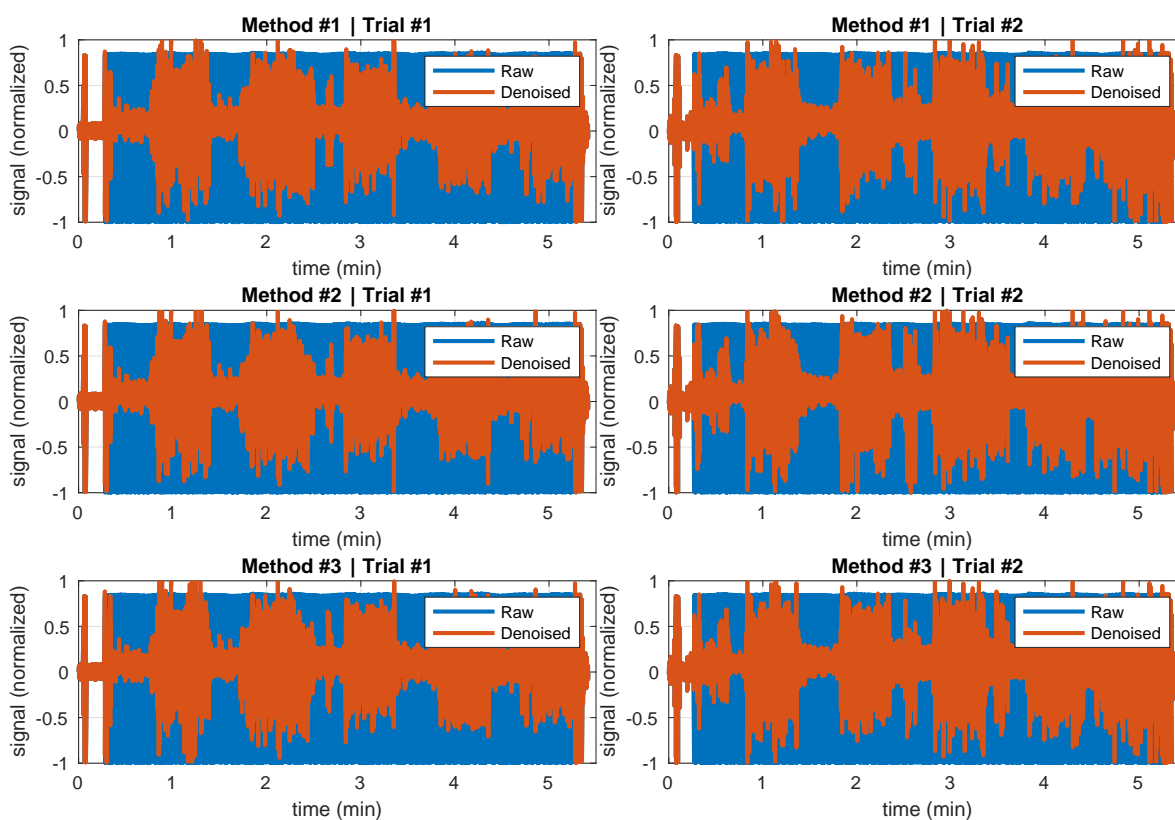 Method #1 | Trial #1
signal (normalized)
1
0.5
0
-0.5
-1
Raw
Denoised
0 1 2 3 4 5
time (min)
Method #1 | Trial #2
signal (normalized)
1
0.5
0
-0.5
-1
Raw
Denoised
0 1 2 3 4 5
time (min)
Method #2 | Trial #1
signal (normalized)
1
0.5
0
-0.5
-1
Raw
Denoised
0 1 2 3 4 5
time (min)
Method #2 | Trial #2
signal (normalized)
1
0.5
0
-0.5
-1
Raw
Denoised
0 1 2 3 4 5
time (min)
Method #3 | Trial #1
signal (normalized)
1
0.5
0
-0.5
-1
Raw
Denoised
0 1 2 3 4 5
time (min)
Method #3 | Trial #2
signal (normalized)
1
0.5
0
-0.5
-1
Raw
Denoised
0 1 2 3 4 5
time (min)